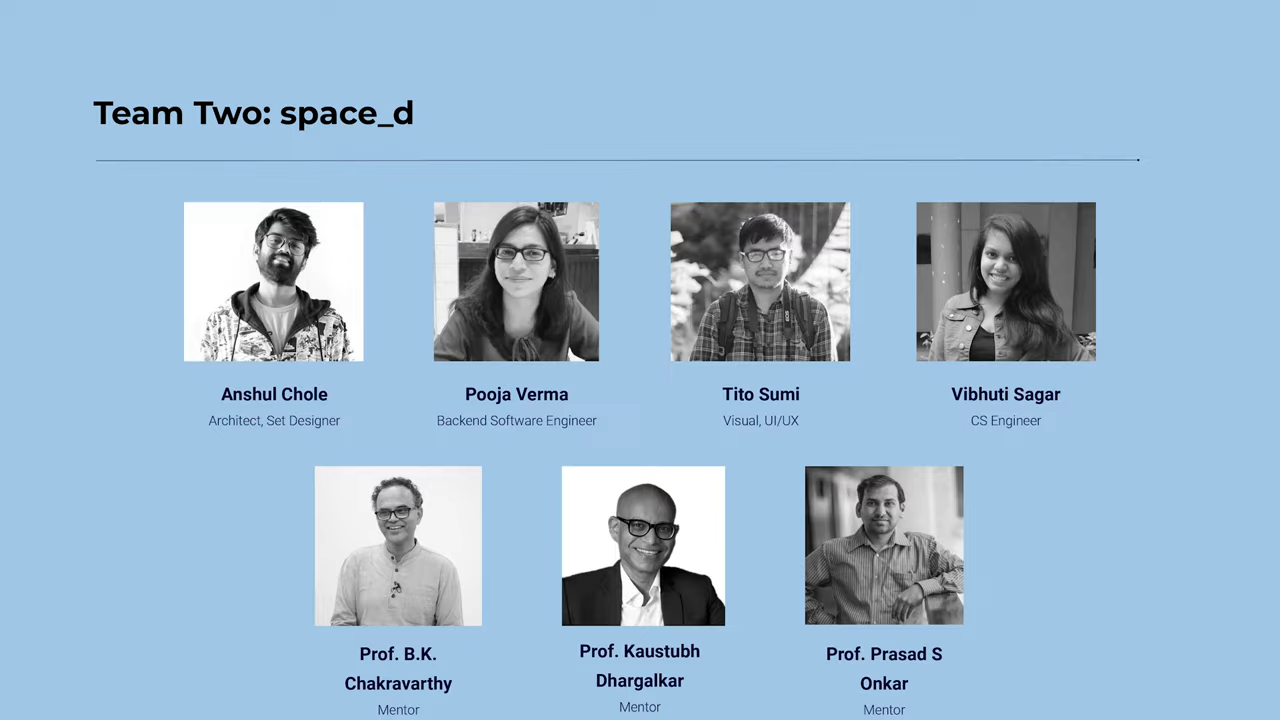 Team Two: space_d
Anshul Chole
Architect, Set Designer
Pooja Verma
Backend Software Engineer
Tito Sumi
Visual, UI/UX
Vibhuti Sagar
CS Engineer
Prof. B.K.
Chakravarthy
Mentor
Prof. Kaustubh
Dhargalkar
Mentor
Prof. Prasad S
Onkar
Mentor